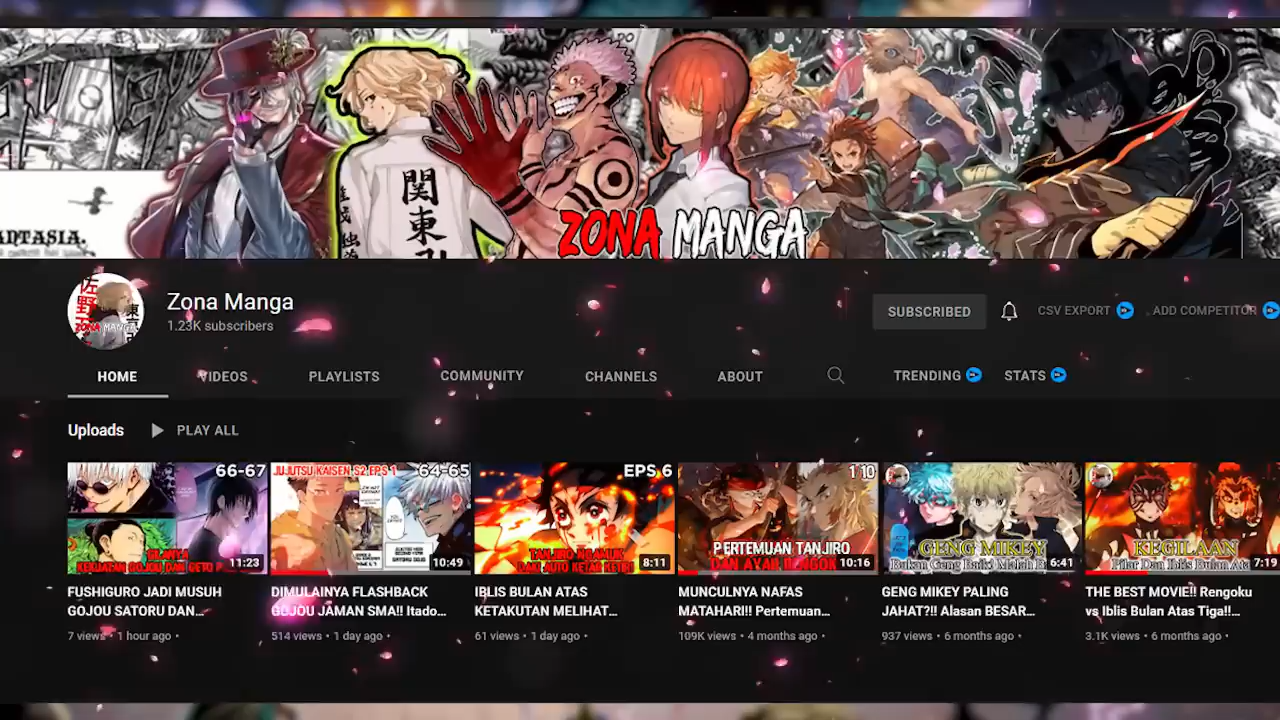 ANTASIA.
関東
ZONA MANGA
Zona Manga
1.23K subscribers
SUBSCRIBED
CSV EXPORT
ADD COMPETITOR
HOME
VIDEOS
PLAYLISTS
COMMUNITY
CHANNELS
ABOUT
TRENDING
STATS
Uploads
PLAY ALL
66-67
11:23
JUJUTSU KAISEN S2 EPS 1
64-65
10:49
EPS 6
TANJIRO NGAMUK
8:11
110
PERTEMUAN TANJIRO
10:16
GENG MIKEY
6:41
KEGILAAN
7:19
FUSHIGURO JADI MUSUH
GOJOU SATORU DAN...
7 views • 1 hour ago •
DIMULAINYA FLASHBACK
GOJOU JAMAN SMA!! Itado...
514 views • 1 day ago •
IBLIS BULAN ATAS
KETAKUTAN MELIHAT...
61 views • 1 day ago •
MUNCULNYA NAFAS
MATAHARI!! Pertemuan...
109K views • 4 months ago •
GENG MIKEY PALING
JAHAT?!! Alasan BESAR...
937 views • 6 months ago •
THE BEST MOVIE!! Rengoku
vs Iblis Bulan Atas Tiga!!...
3.1K views • 6 months ago •